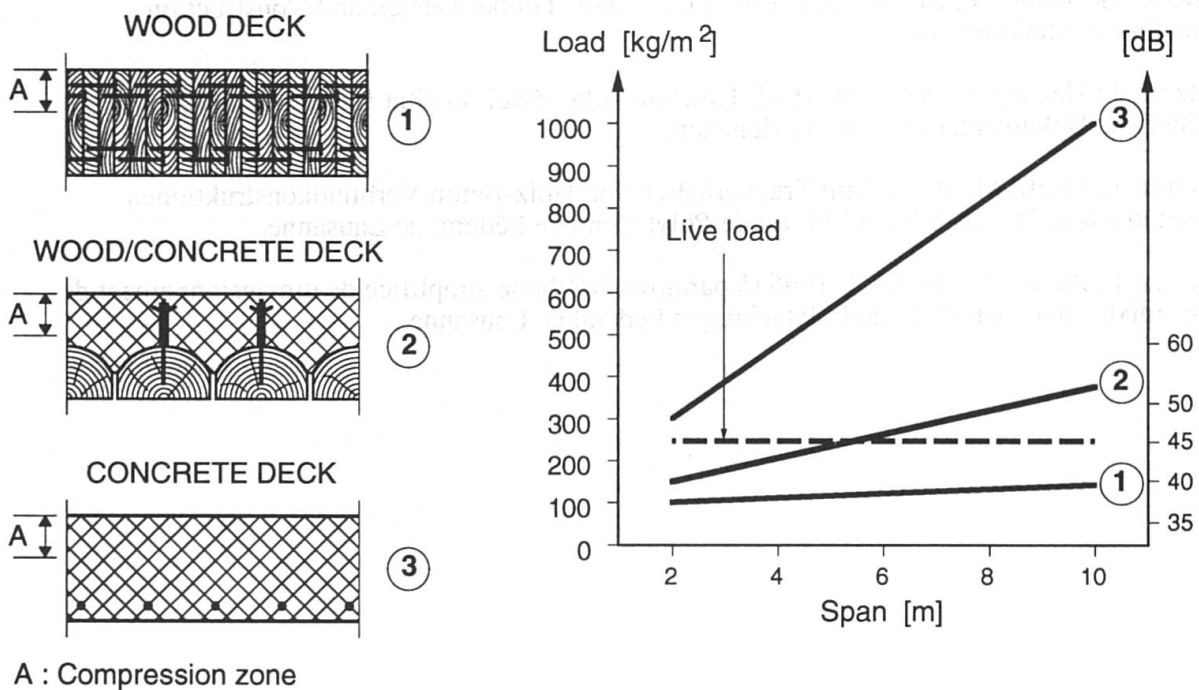 WOOD DECK
A
1
WOOD/CONCRETE DECK
A
2
CONCRETE DECK
A
3
A : Compression zone
Load [kg/m²]
[dB]
1000
900
800
700
600
500
400
300
200
100
0
Live load
3
2
1
60
50
45
40
35
2
4
6
8
10
Span [m]